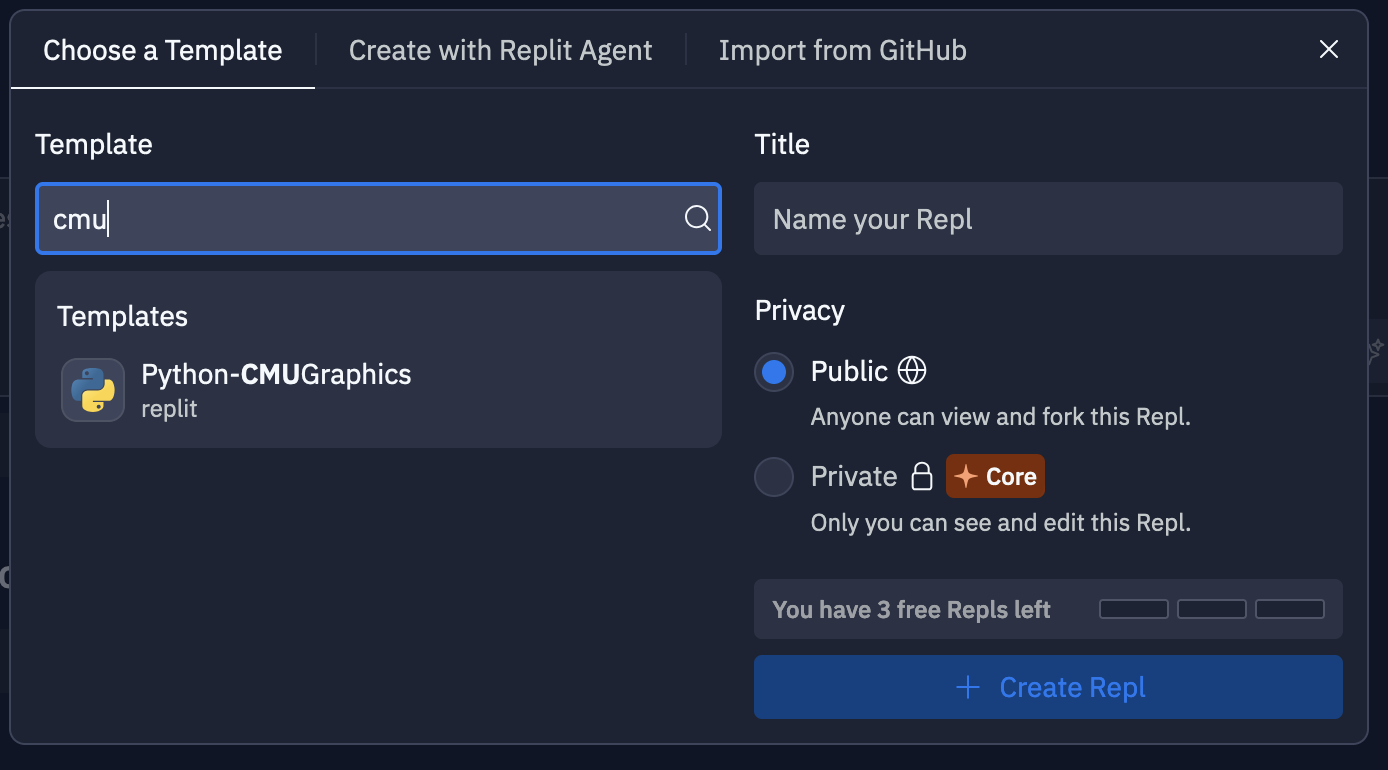 Choose a Template
Create with Replit Agent
Import from GitHub
Template
cmu
Templates
Python-CMUGraphics
replit
Title
Name your Repl
Privacy
Public
Anyone can view and fork this Repl.
Private
Core
Only you can see and edit this Repl.
You have 3 free Repls left
+ Create Repl